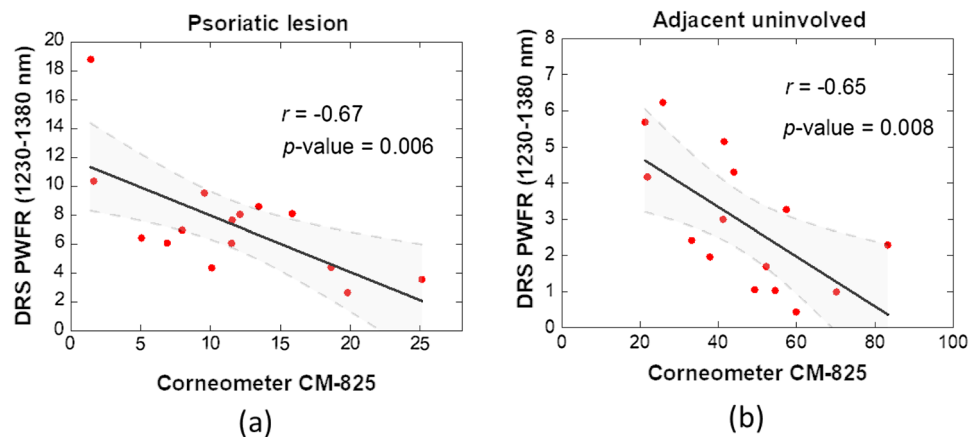 Psoriatic lesion
DRS PWFR (1230-1380 nm)
20
18
16
14
12
10
8
6
4
2
0
r = -0.67
p-value = 0.006
0 5 10 15 20 25
Corneometer CM-825
(a)
Adjacent uninvolved
DRS PWFR (1230-1380 nm)
8
7
6
5
4
3
2
1
0
r = -0.65
p-value = 0.008
0 20 40 60 80 100
Corneometer CM-825
(b)